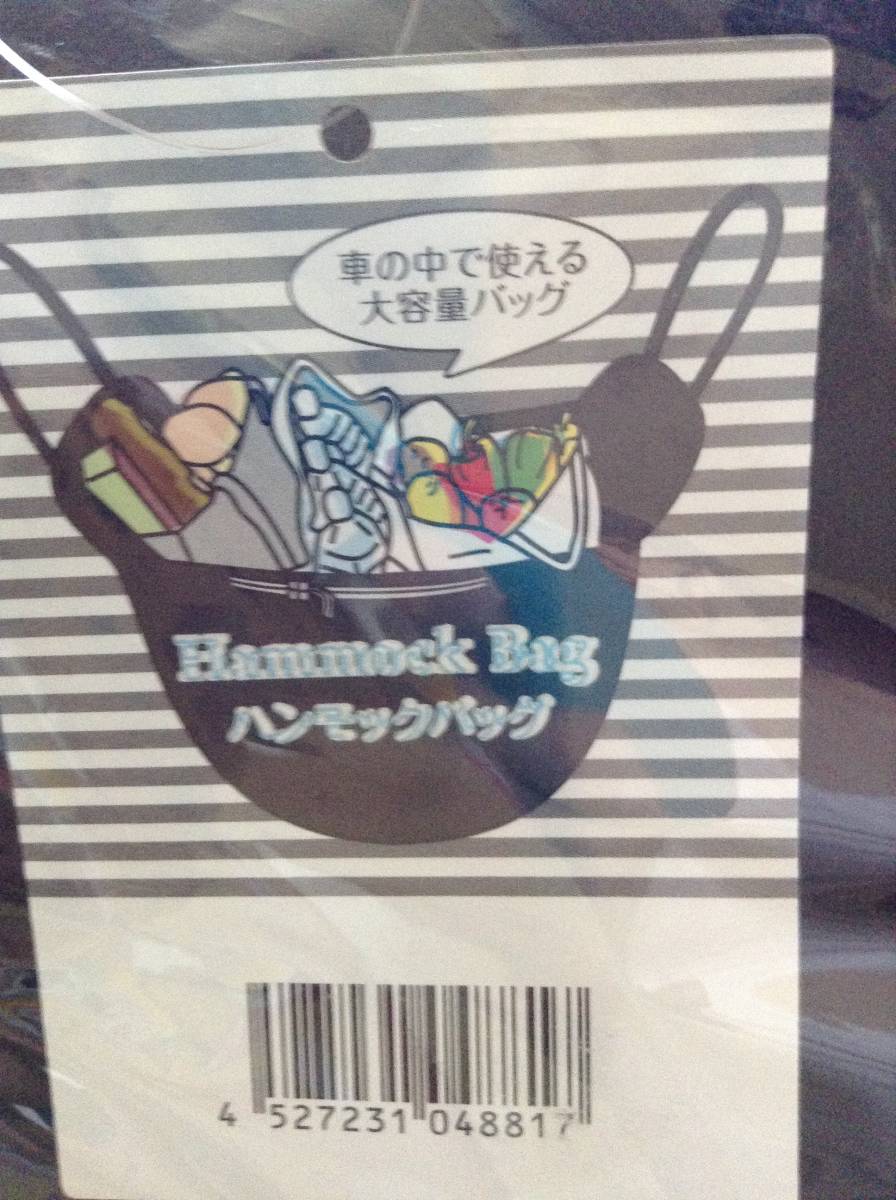 車の中で使える
大容量バッグ
Hammock Bag
ハンモックバッグ
4 527231 048817